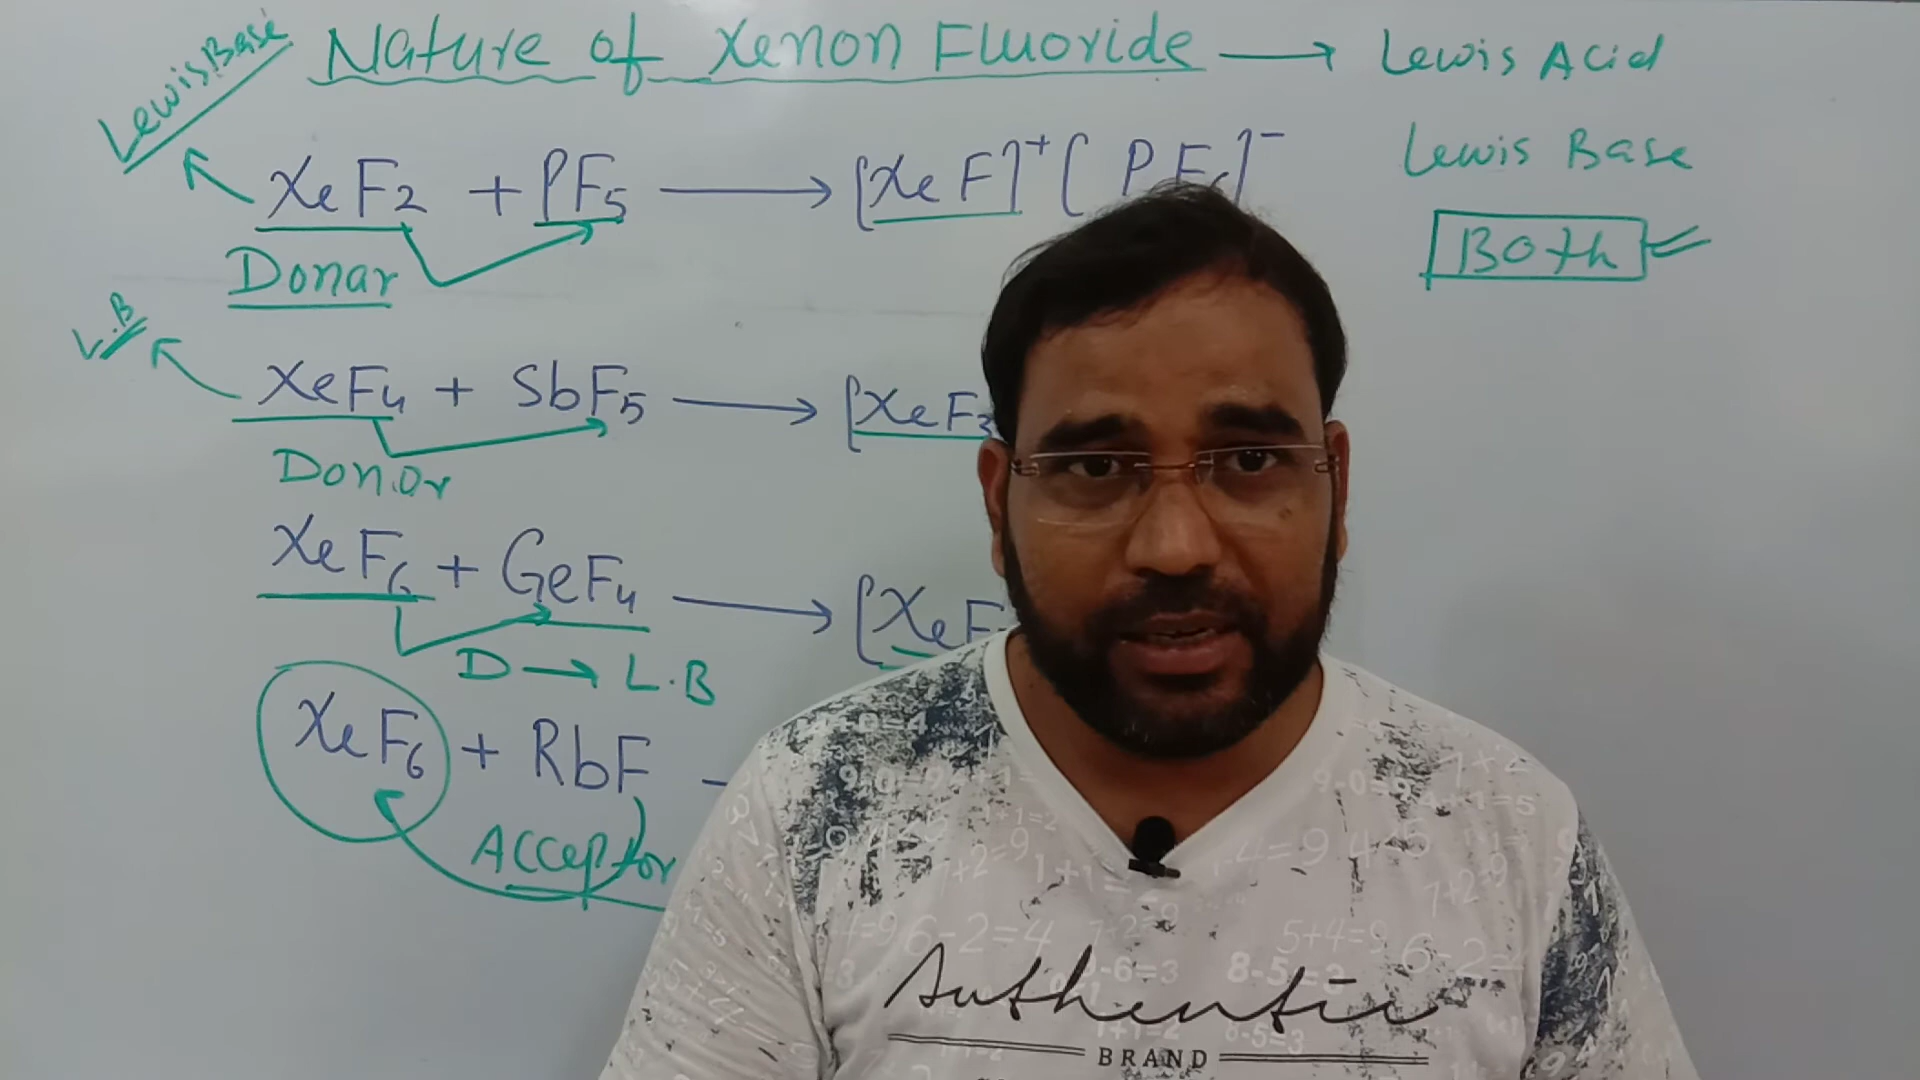 Nature of Xenon Fluoride → Lewis Acid
Lewis Base
Lewis Base
Both
XeF2 + PF5 → [XeF]+ [PF6]-
Donar
L.B
XeF4 + SbF5 → [XeF3
Donor
XeF6 + GeF4 → [XeF
D → L.B
XeF6 + RbF -
Acceptor
Authentic
BRAND